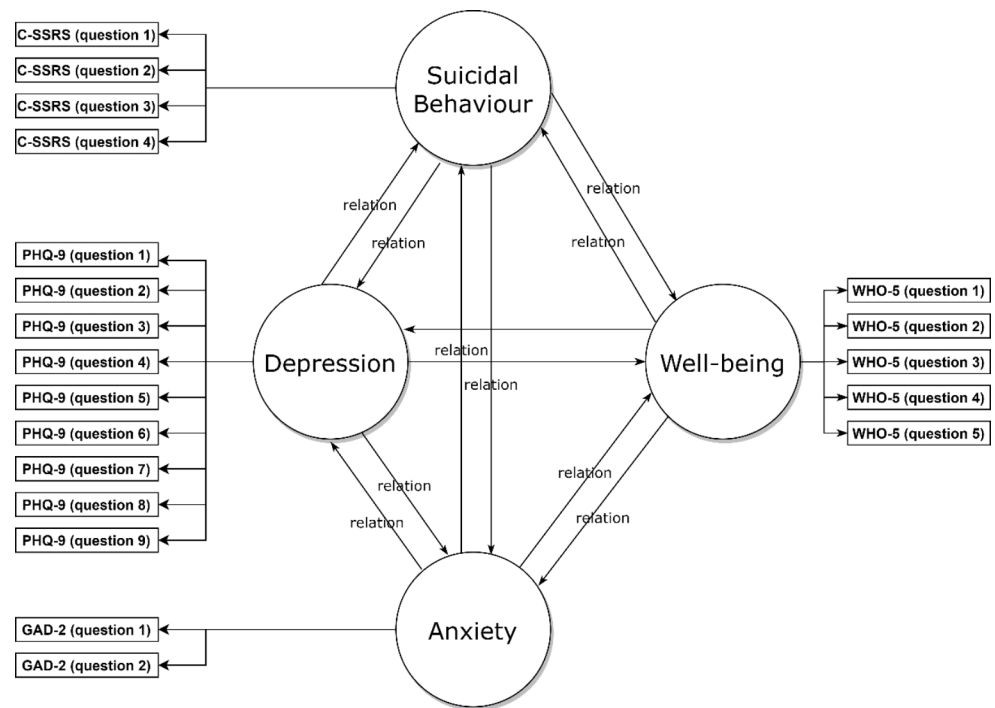 C-SSRS (question 1)
C-SSRS (question 2)
C-SSRS (question 3)
C-SSRS (question 4)
Suicidal
Behaviour
relation
relation
relation
relation
PHQ-9 (question 1)
PHQ-9 (question 2)
PHQ-9 (question 3)
PHQ-9 (question 4)
PHQ-9 (question 5)
PHQ-9 (question 6)
PHQ-9 (question 7)
PHQ-9 (question 8)
PHQ-9 (question 9)
Depression
relation
relation
Well-being
WHO-5 (question 1)
WHO-5 (question 2)
WHO-5 (question 3)
WHO-5 (question 4)
WHO-5 (question 5)
relation
relation
relation
relation
GAD-2 (question 1)
GAD-2 (question 2)
Anxiety